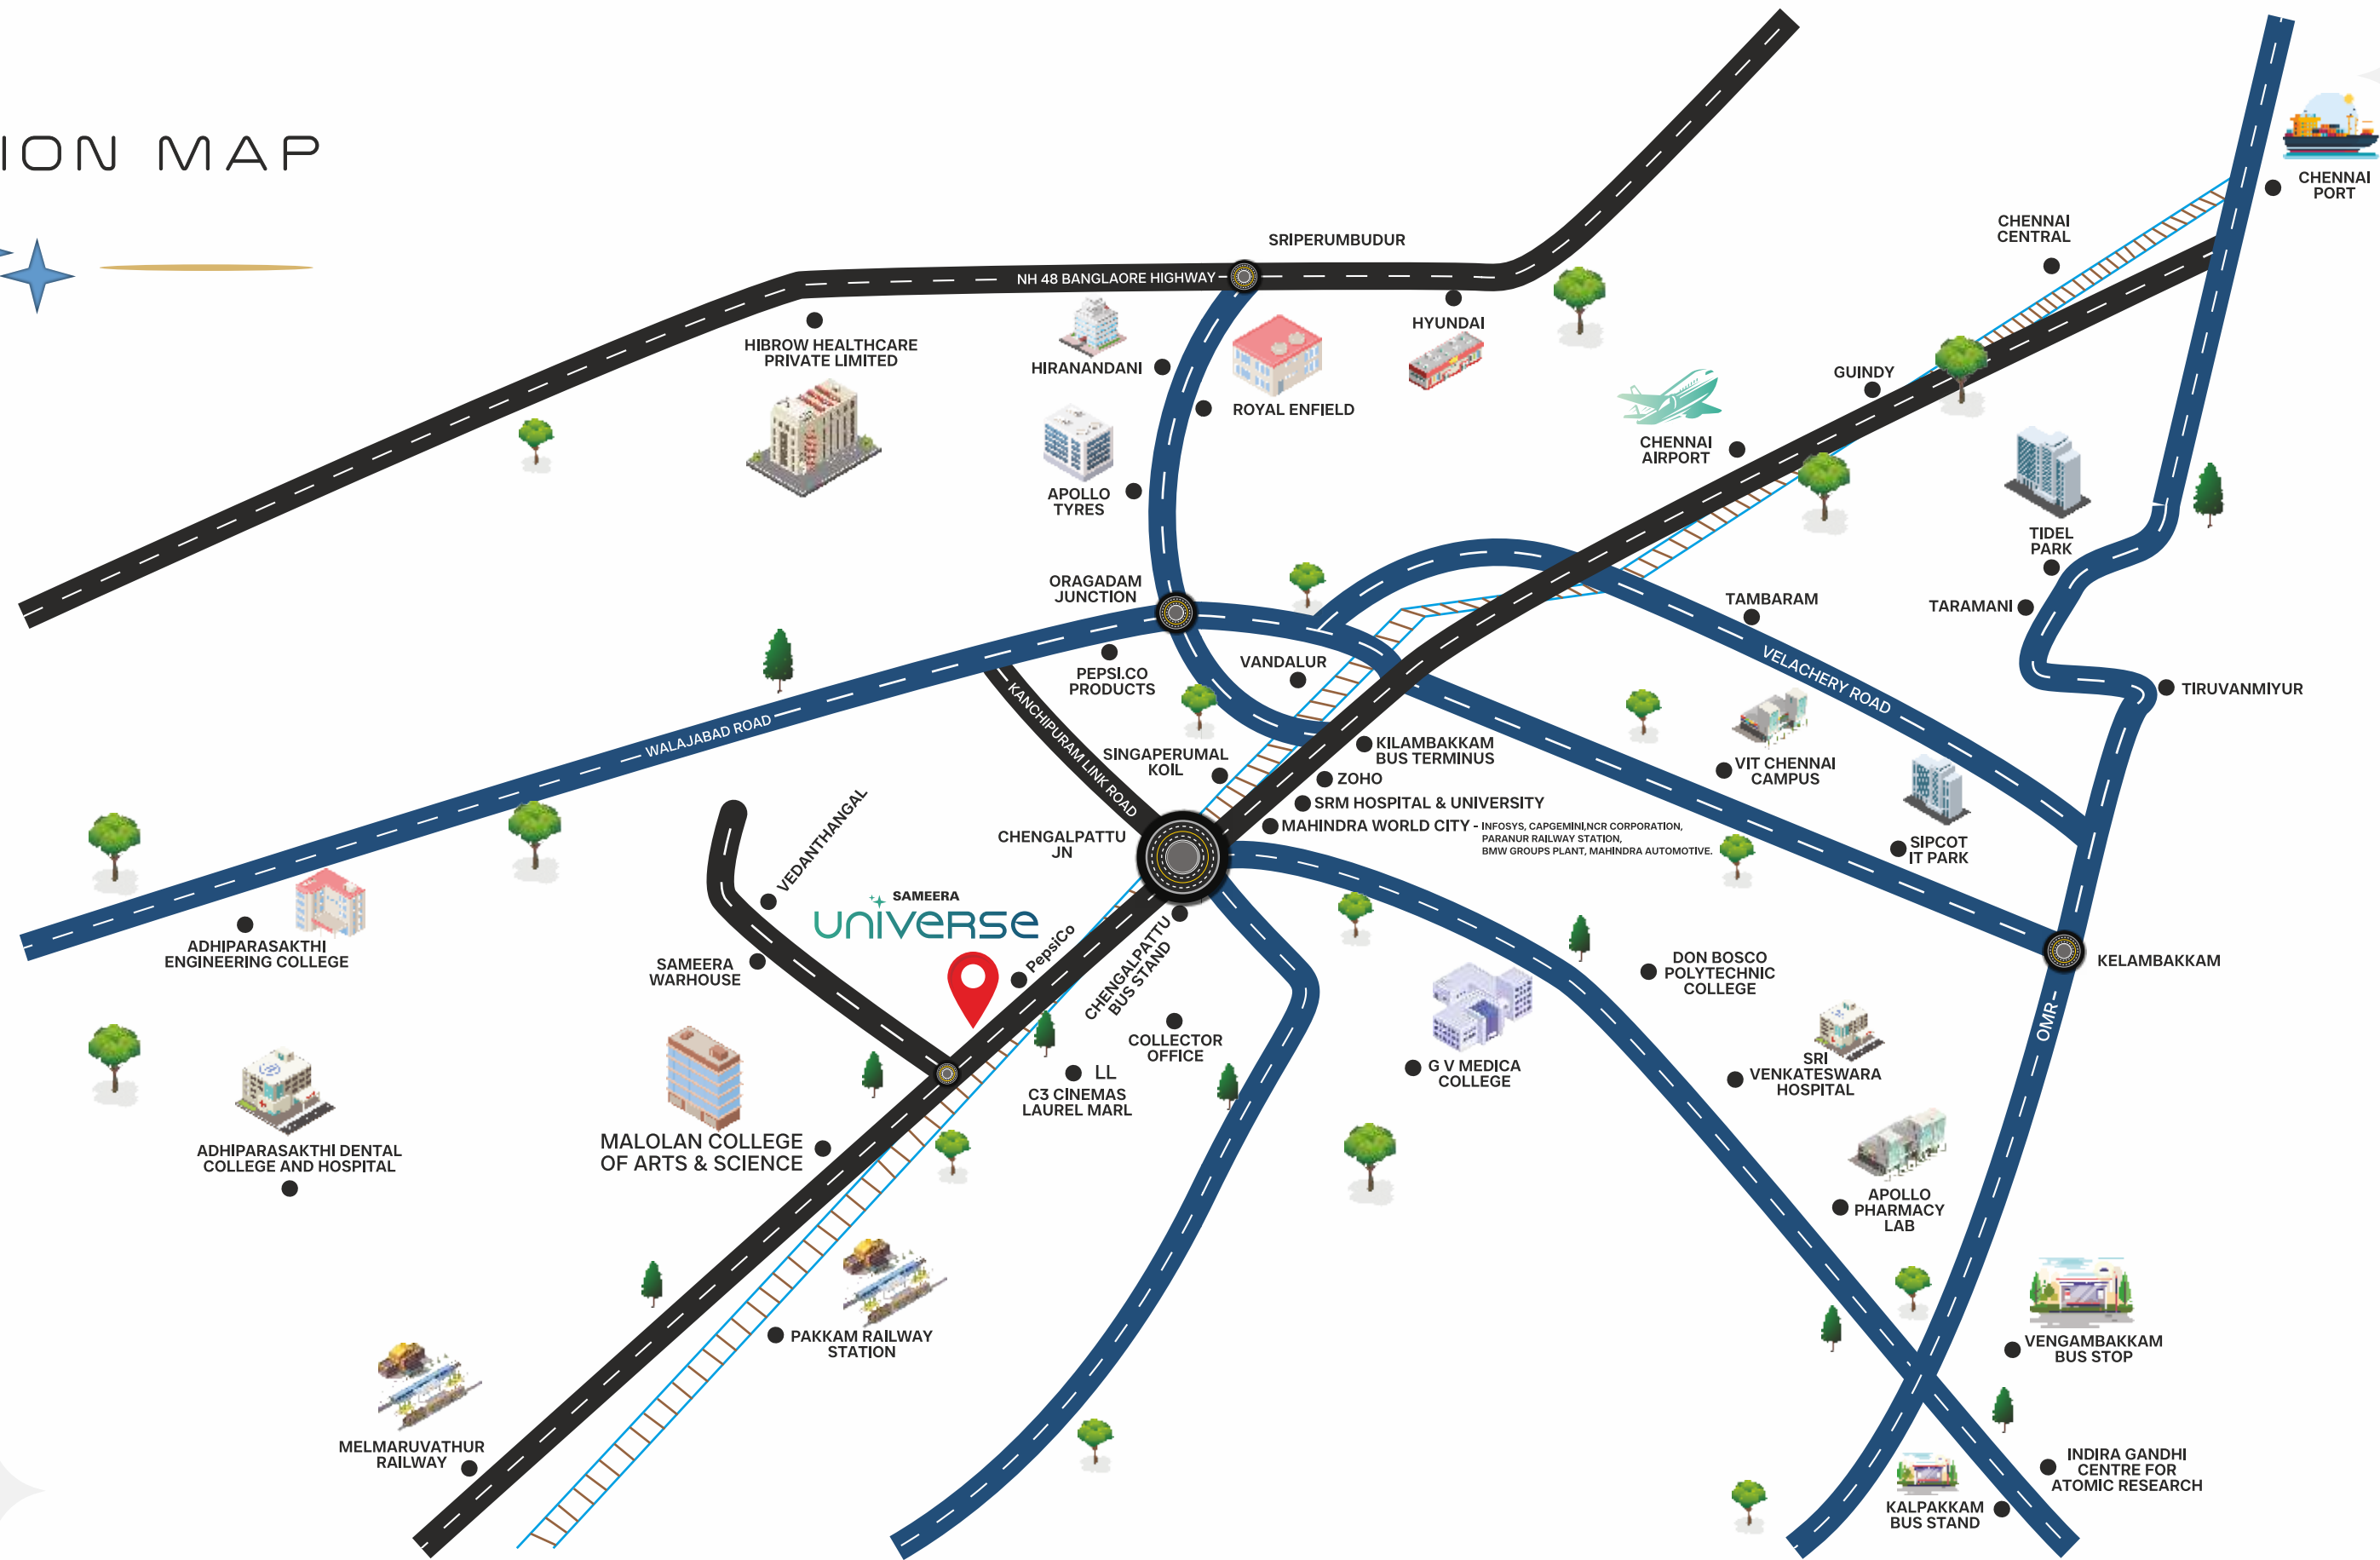 ION MAP
CHENNAI
PORT
CHENNAI
CENTRAL
SRIPERUMBUDUR
NH 48 BANGLAORE HIGHWAY
HYUNDAI
HIBROW HEALTHCARE
PRIVATE LIMITED
HIRANANDANI
ROYAL ENFIELD
GUINDY
CHENNAI
AIRPORT
APOLLO
TYRES
TIDEL
PARK
ORAGADAM
JUNCTION
TAMBARAM
TARAMANI
VELACHERY ROAD
PEPSI.CO
PRODUCTS
VANDALUR
TIRUVANMIYUR
KANCHIPURAM LINK ROAD
WALAJABAD ROAD
SINGAPERUMAL
KOIL
KILAMBAKKAM
BUS TERMINUS
ZOHO
SRM HOSPITAL & UNIVERSITY
MAHINDRA WORLD CITY - INFOSYS, CAPGEMINI,NCR CORPORATION,
PARANUR RAILWAY STATION,
BMW GROUPS PLANT, MAHINDRA AUTOMOTIVE.
VIT CHENNAI
CAMPUS
SIPCOT
IT PARK
CHENGALPATTU
JN
VEDANTHANGAL
SAMEERA
UNIVERSE
PepsiCo
CHENGALPATTU
BUS STAND
ADHIPARASAKTHI
ENGINEERING COLLEGE
SAMEERA
WARHOUSE
DON BOSCO
POLYTECHNIC
COLLEGE
KELAMBAKKAM
OMR
COLLECTOR
OFFICE
LL
C3 CINEMAS
LAUREL MARL
G V MEDICA
COLLEGE
SRI
VENKATESWARA
HOSPITAL
MALOLAN COLLEGE
OF ARTS & SCIENCE
ADHIPARASAKTHI DENTAL
COLLEGE AND HOSPITAL
APOLLO
PHARMACY
LAB
PAKKAM RAILWAY
STATION
VENGAMBAKKAM
BUS STOP
MELMARUVATHUR
RAILWAY
INDIRA GANDHI
CENTRE FOR
ATOMIC RESEARCH
KALPAKKAM
BUS STAND